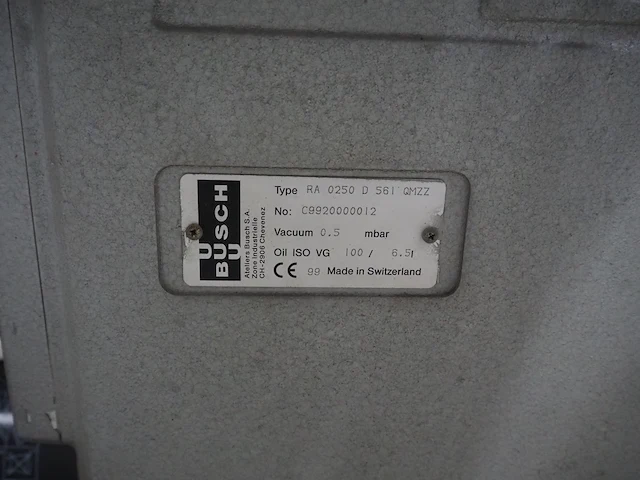 BUSCH
Ateliers Busch S.A.
Zone Industrielle
CH-2906 Chevenez
Type RA 0250 D 561 QMZZ
No: C9920000012
Vacuum 0.5 mbar
Oil ISO VG 100 / 6.5l
CE 99 Made in Switzerland